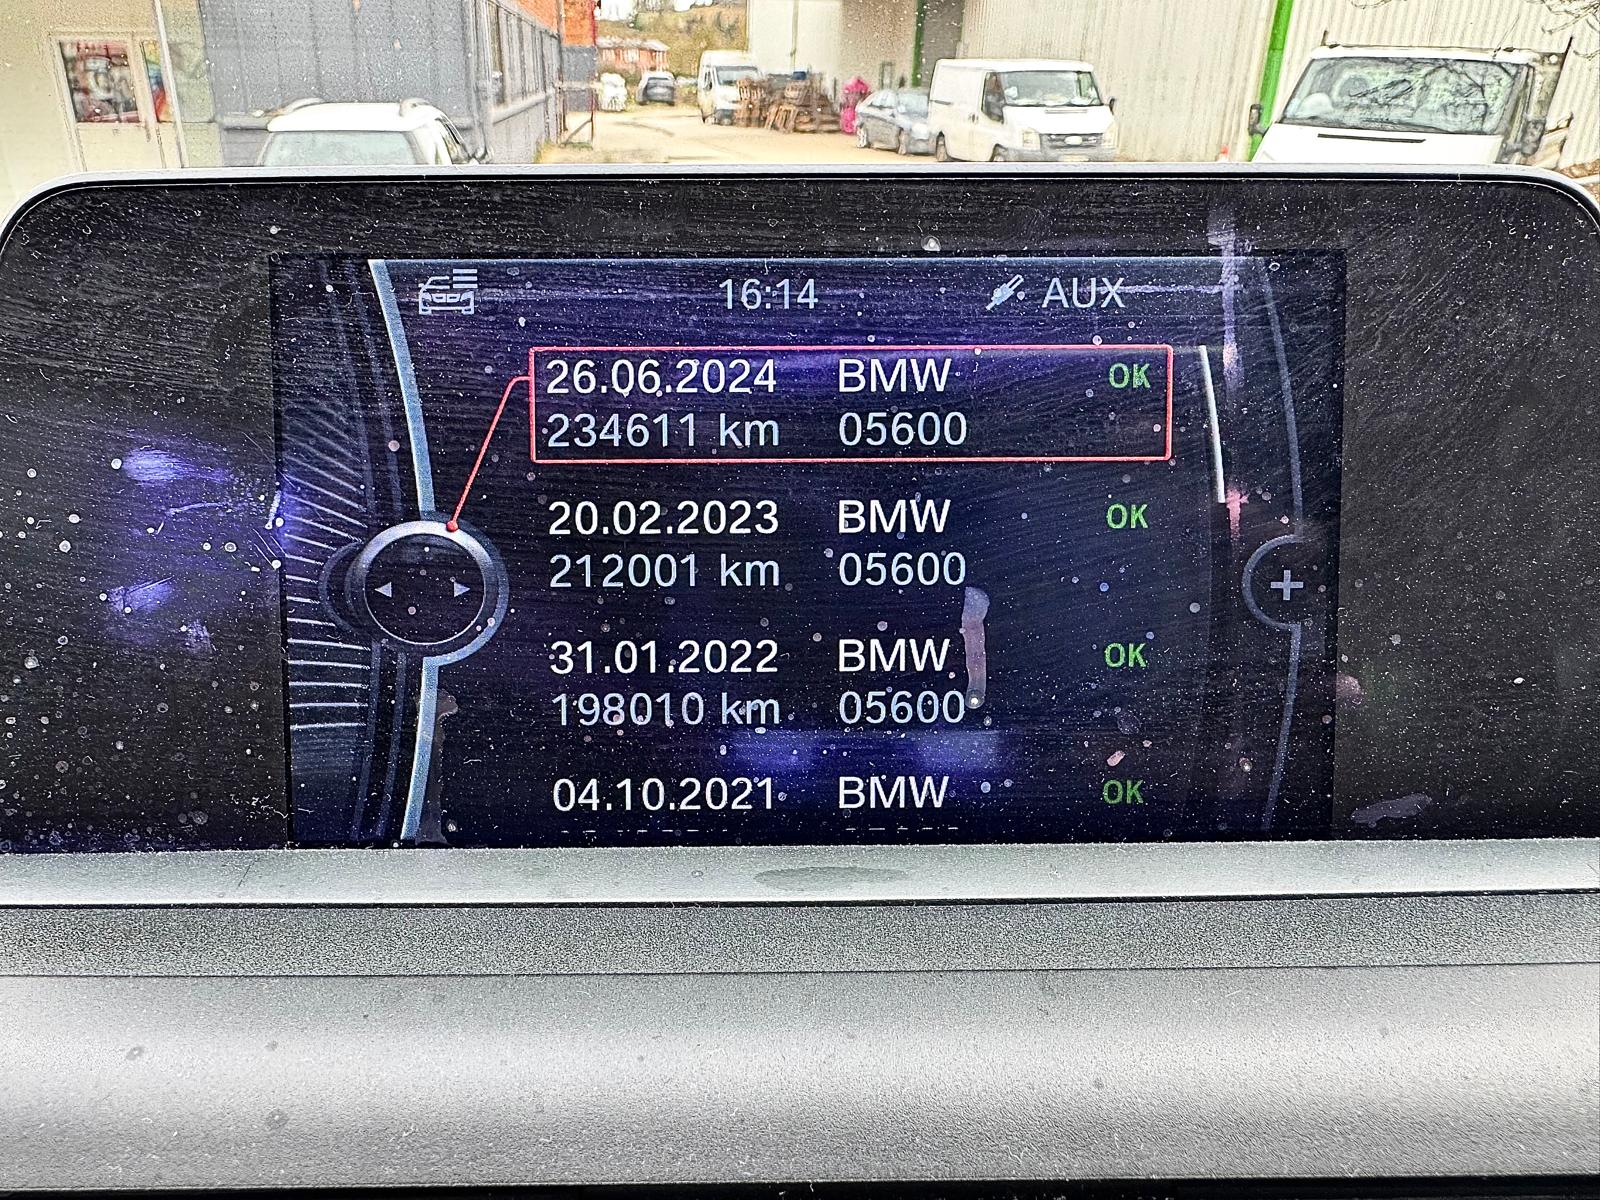 16:14 AUX
26.06.2024 BMW OK
234611 km 05600
20.02.2023 BMW OK
212001 km 05600
31.01.2022 BMW OK
198010 km 05600
04.10.2021 BMW OK